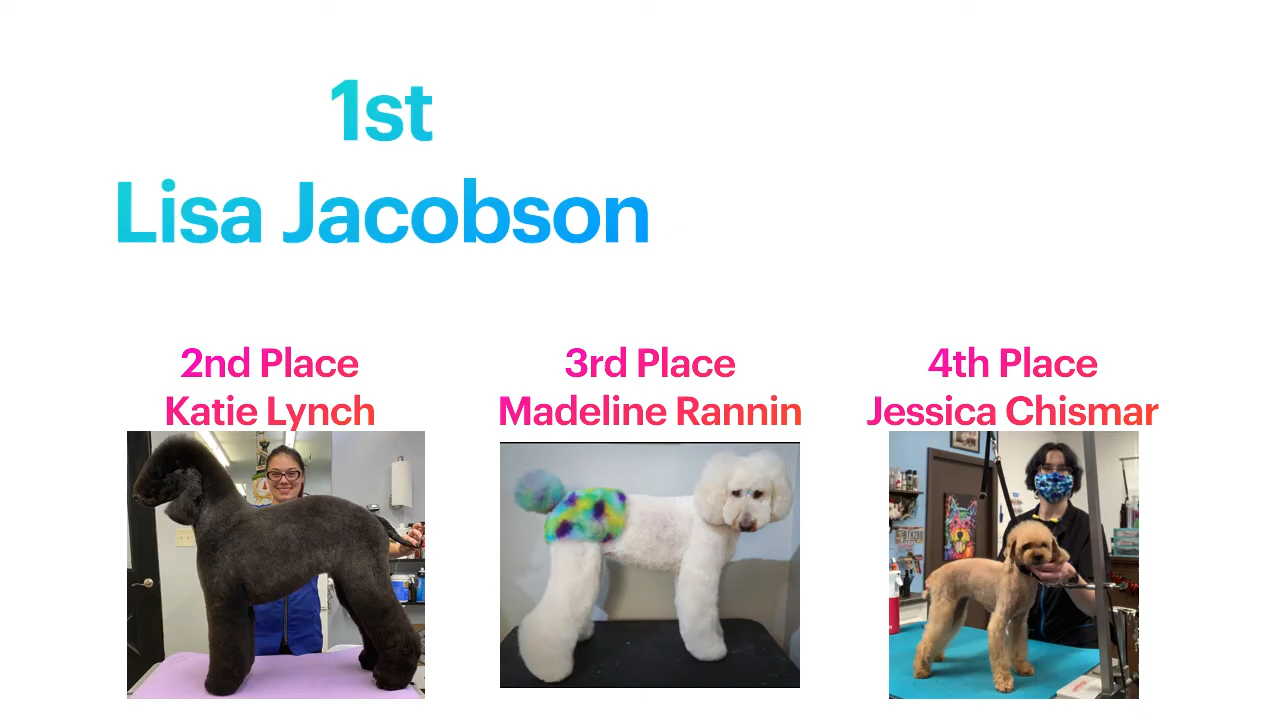 1st
Lisa Jacobson
2nd Place
Katie Lynch
3rd Place
Madeline Rannin
4th Place
Jessica Chismar